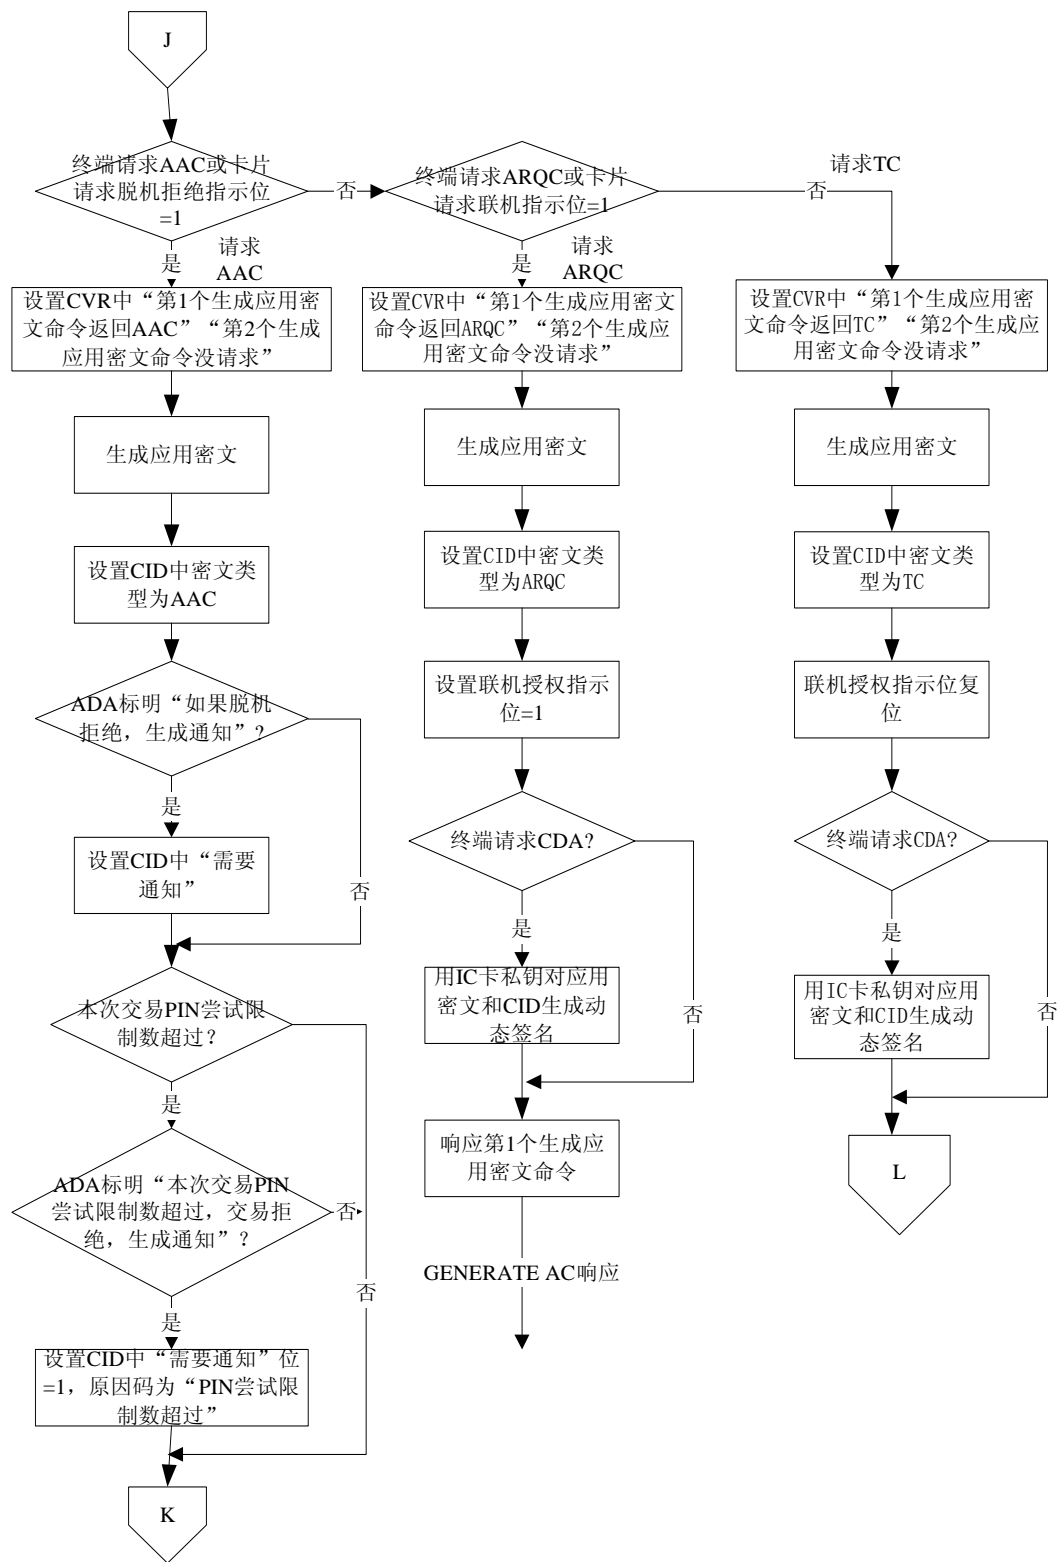 J
终端请求AAC或卡片
请求脱机拒绝指示位
=1
否
终端请求ARQC或卡片
请求联机指示位=1
请求TC
否
是
请求
AAC
是
请求
ARQC
设置CVR中“第1个生成应用密
文命令返回AAC”“第2个生成
应用密文命令没请求”
设置CVR中“第1个生成应用密文
命令返回ARQC”“第2个生成应
用密文命令没请求”
设置CVR中“第1个生成应用密
文命令返回TC”“第2个生成应
用密文命令没请求”
生成应用密文
生成应用密文
生成应用密文
设置CID中密文类
型为AAC
设置CID中密文类
型为ARQC
设置CID中密文类
型为TC
ADA标明“如果脱机
拒绝，生成通知”？
设置联机授权指示
位=1
联机授权指示位复
位
是
设置CID中“需要
通知”
否
终端请求CDA?
终端请求CDA?
是
是
用IC卡私钥对应用
密文和CID生成动
态签名
否
用IC卡私钥对应用
密文和CID生成动
态签名
否
本次交易PIN尝试限
制数超过？
是
ADA标明“本次交易PIN
尝试限制数超过，交易拒
绝，生成通知”？
否
否
响应第1个生成应
用密文命令
L
GENERATE AC响应
是
设置CID中“需要通知”位
=1，原因码为“PIN尝试限
制数超过”
K